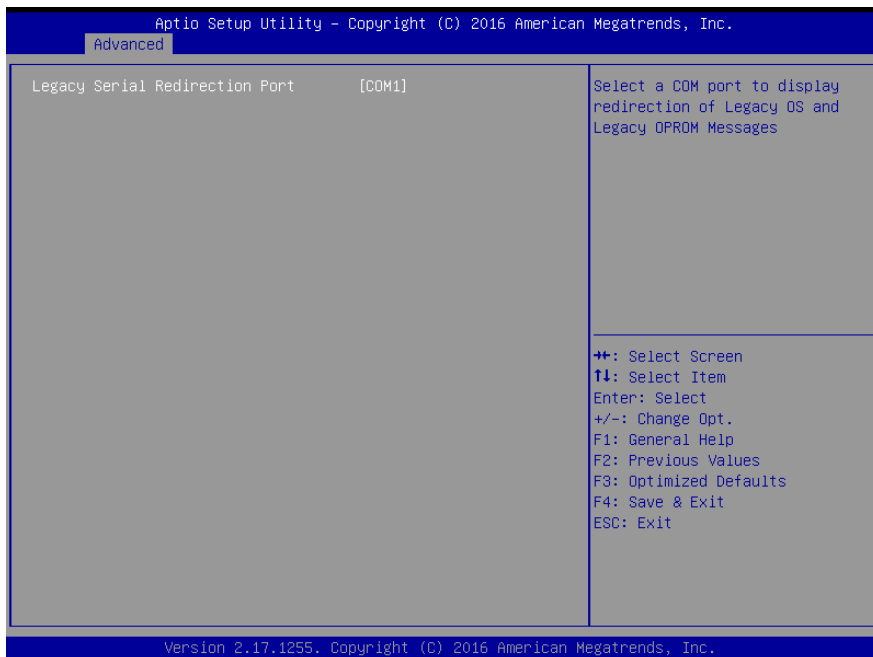 Aptio Setup Utility – Copyright (C) 2016 American Megatrends, Inc.
Advanced
Legacy Serial Redirection Port [COM1]
Select a COM port to display
redirection of Legacy OS and
Legacy OPROM Messages
→←: Select Screen
↑↓: Select Item
Enter: Select
+/-: Change Opt.
F1: General Help
F2: Previous Values
F3: Optimized Defaults
F4: Save & Exit
ESC: Exit
Version 2.17.1255. Copyright (C) 2016 American Megatrends, Inc.